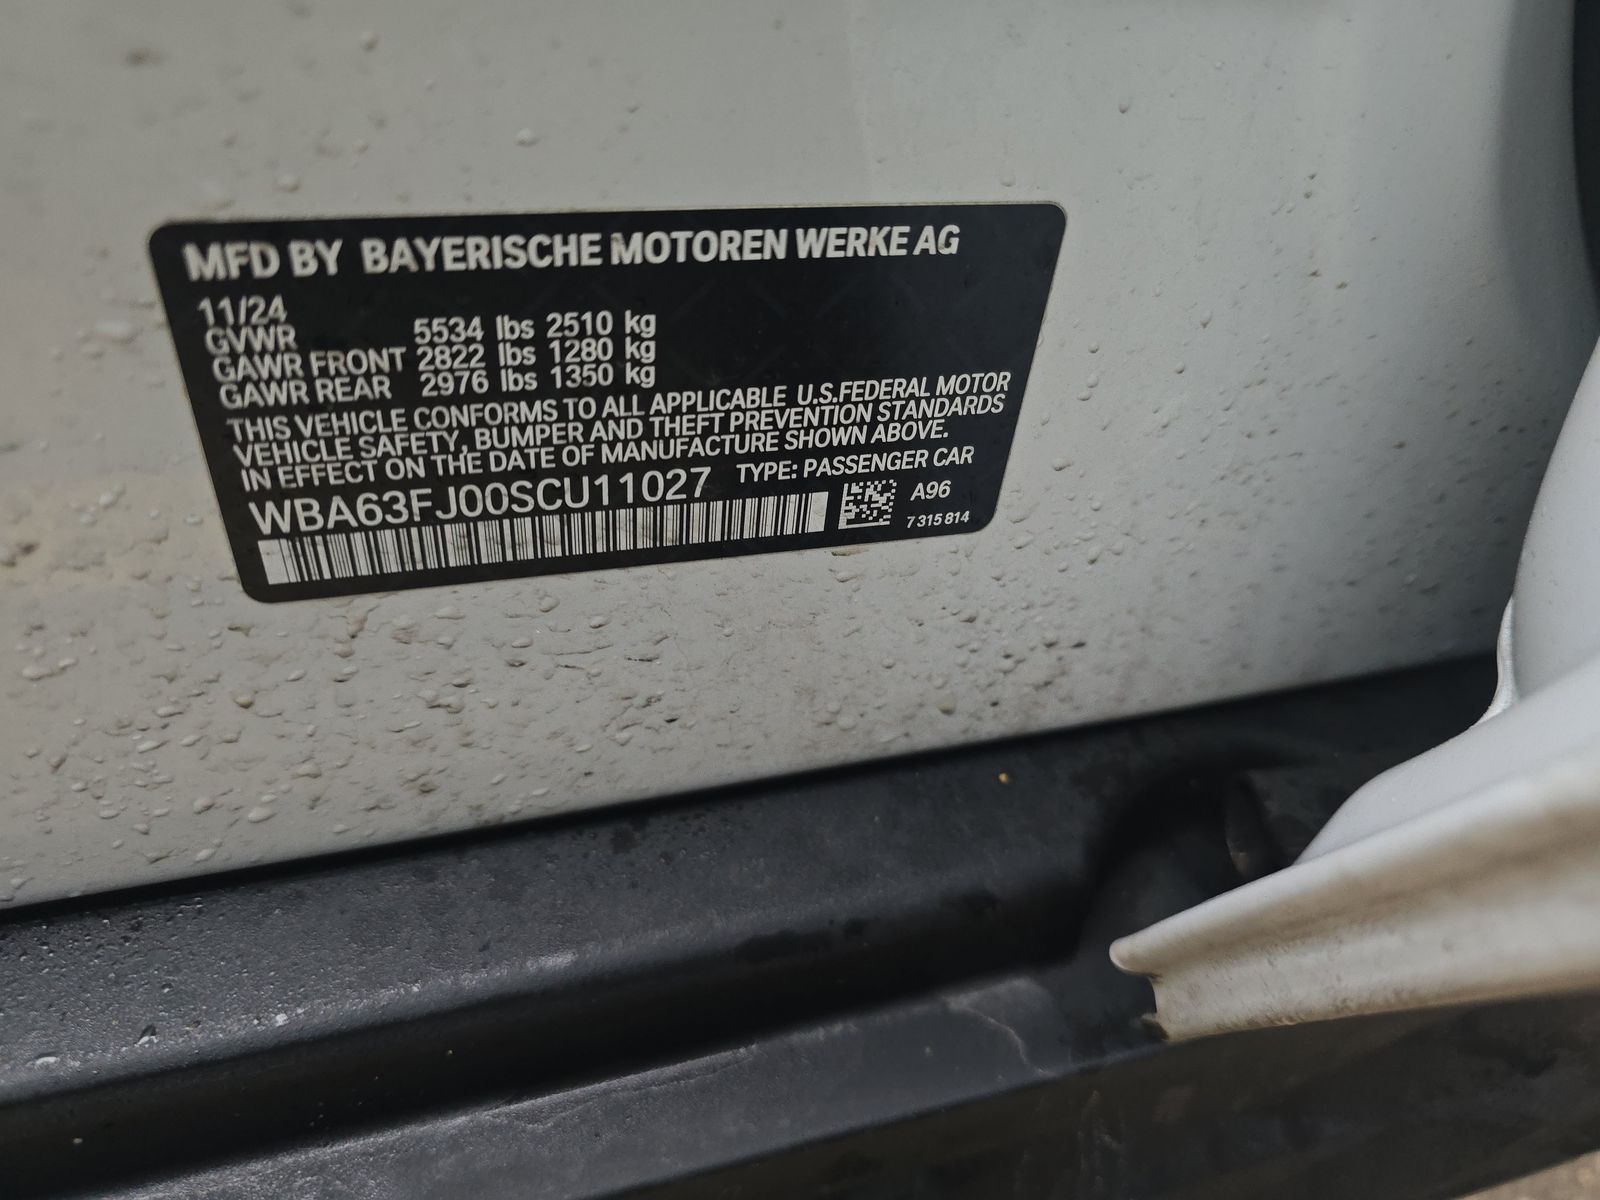 MFD BY BAYERISCHE MOTOREN WERKE AG
11/24
GVWR 5534 lbs 2510 kg
GAWR FRONT 2822 lbs 1280 kg
GAWR REAR 2976 lbs 1350 kg
THIS VEHICLE CONFORMS TO ALL APPLICABLE U.S.FEDERAL MOTOR
VEHICLE SAFETY, BUMPER AND THEFT PREVENTION STANDARDS
IN EFFECT ON THE DATE OF MANUFACTURE SHOWN ABOVE.
WBA63FJ00SCU11027 TYPE: PASSENGER CAR
A96
7 315 814